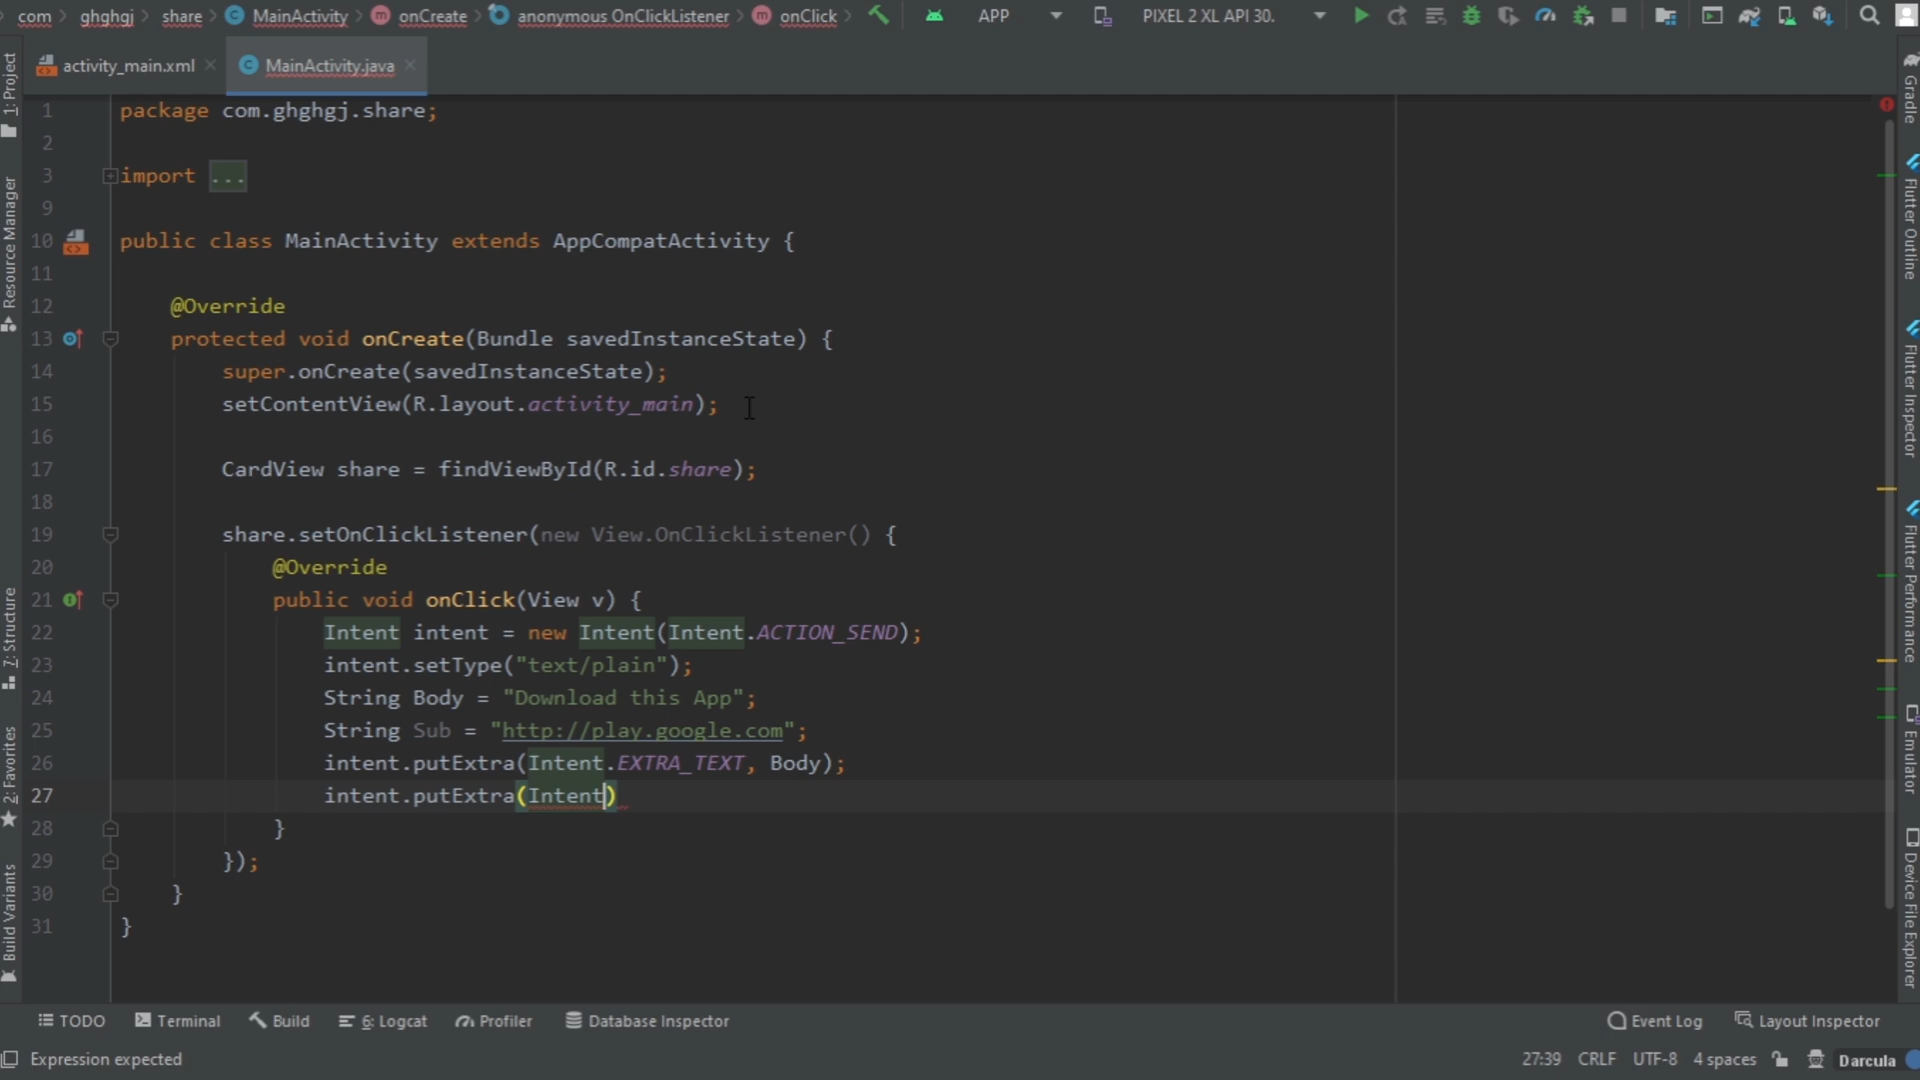 com ghghgj share MainActivity onCreate anonymous OnClickListener onClick APP PIXEL 2 XL API 30.
activity_main.xml MainActivity.java
1 package com.ghghgj.share;
2
3 import ...
9
10 public class MainActivity extends AppCompatActivity {
11
12 @Override
13 protected void onCreate(Bundle savedInstanceState) {
14 super.onCreate(savedInstanceState);
15 setContentView(R.layout.activity_main);
16
17 CardView share = findViewById(R.id.share);
18
19 share.setOnClickListener(new View.OnClickListener() {
20 @Override
21 public void onClick(View v) {
22 Intent intent = new Intent(Intent.ACTION_SEND);
23 intent.setType("text/plain");
24 String Body = "Download this App";
25 String Sub = "http://play.google.com";
26 intent.putExtra(Intent.EXTRA_TEXT, Body);
27 intent.putExtra(Intent)
28 }
29 });
30 }
31 }
1: Project
Resource Manager
7: Structure
2: Favorites
Build Variants
Gradle
Flutter Outline
Flutter Inspector
Flutter Performance
Emulator
Device File Explorer
TODO Terminal Build 6: Logcat Profiler Database Inspector Event Log Layout Inspector
Expression expected 27:39 CRLF UTF-8 4 spaces Darcula